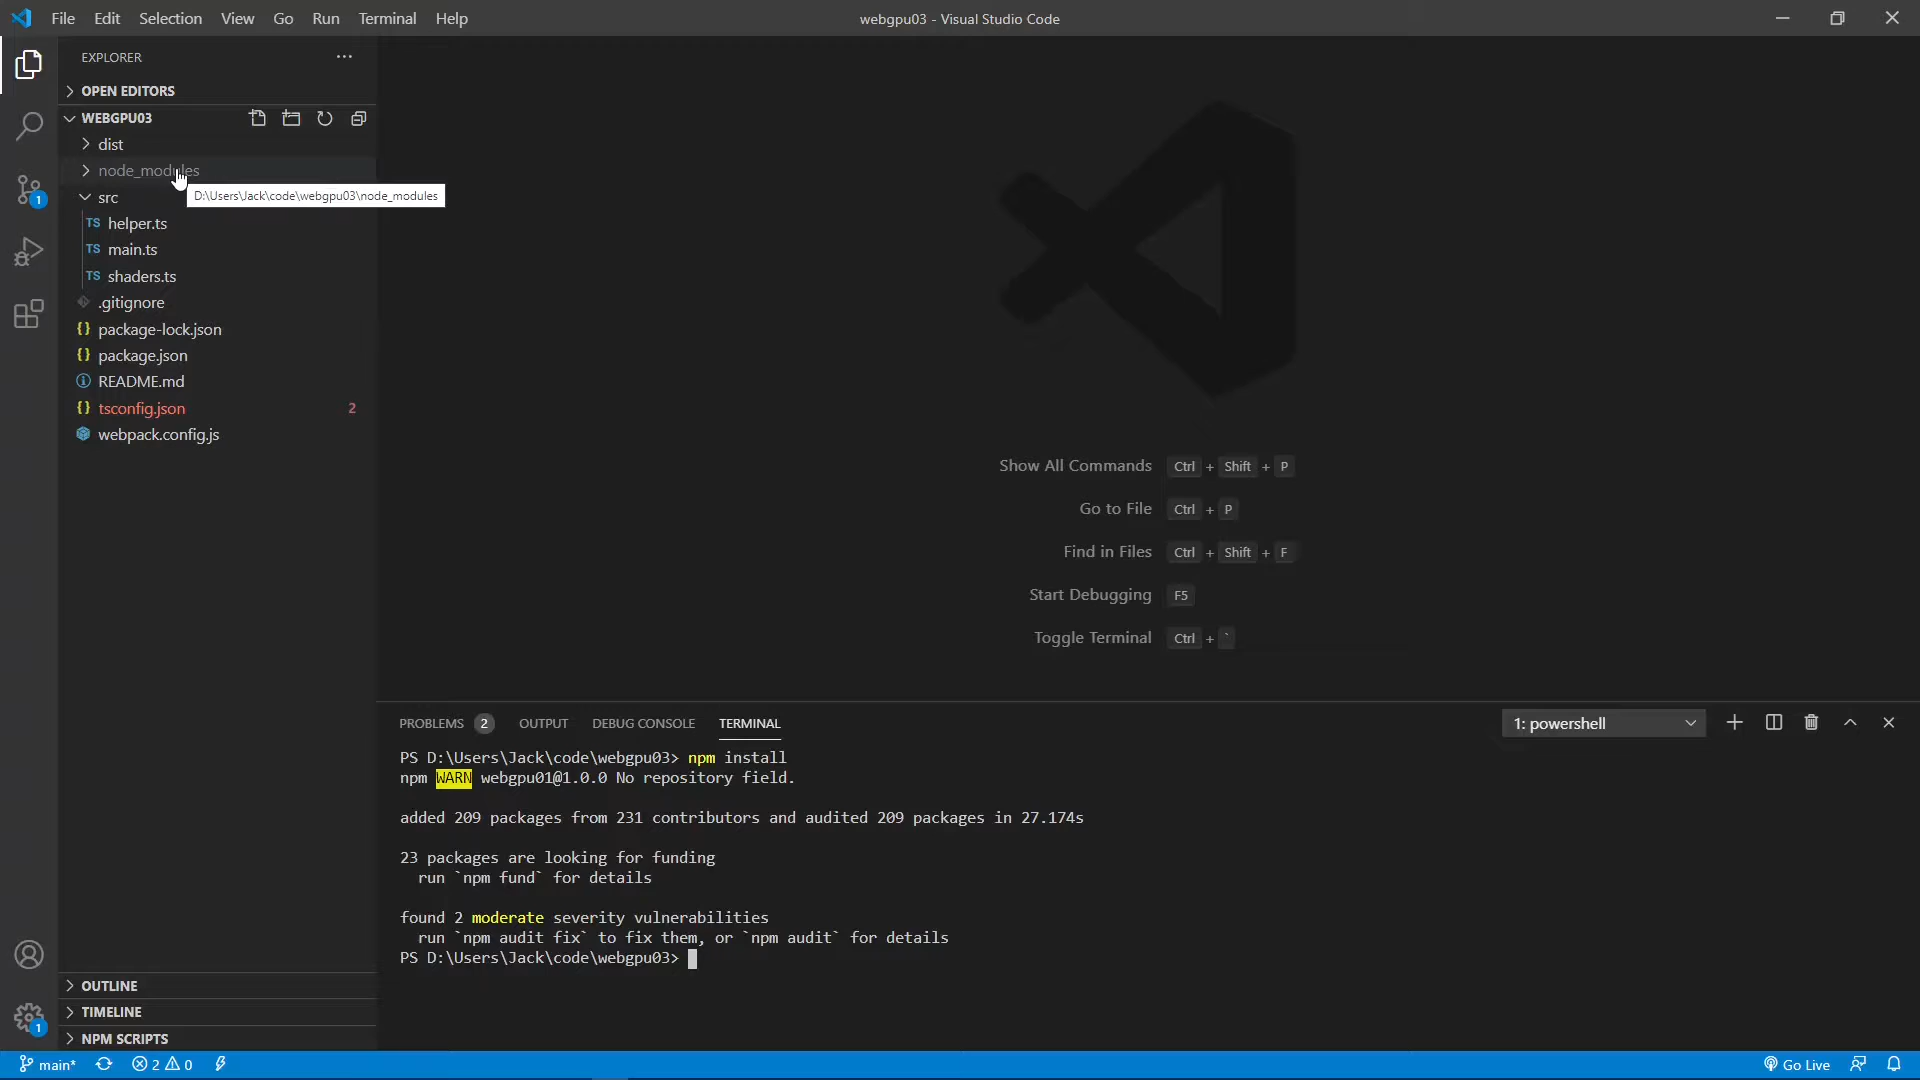 File Edit Selection View Go Run Terminal Help
webgpu03 - Visual Studio Code
EXPLORER
OPEN EDITORS
WEBGPU03
dist
node_modules
D:\Users\Jack\code\webgpu03\node_modules
src
TS helper.ts
TS main.ts
TS shaders.ts
.gitignore
{} package-lock.json
{} package.json
README.md
{} tsconfig.json 2
webpack.config.js
1
Show All Commands Ctrl + Shift + P
Go to File Ctrl + P
Find in Files Ctrl + Shift + F
Start Debugging F5
Toggle Terminal Ctrl + `
PROBLEMS 2 OUTPUT DEBUG CONSOLE TERMINAL
1: powershell
PS D:\Users\Jack\code\webgpu03> npm install
npm WARN webgpu01@1.0.0 No repository field.
added 209 packages from 231 contributors and audited 209 packages in 27.174s
23 packages are looking for funding
run `npm fund` for details
found 2 moderate severity vulnerabilities
run `npm audit fix` to fix them, or `npm audit` for details
PS D:\Users\Jack\code\webgpu03>
OUTLINE
TIMELINE
NPM SCRIPTS
1
main* 2 0
Go Live